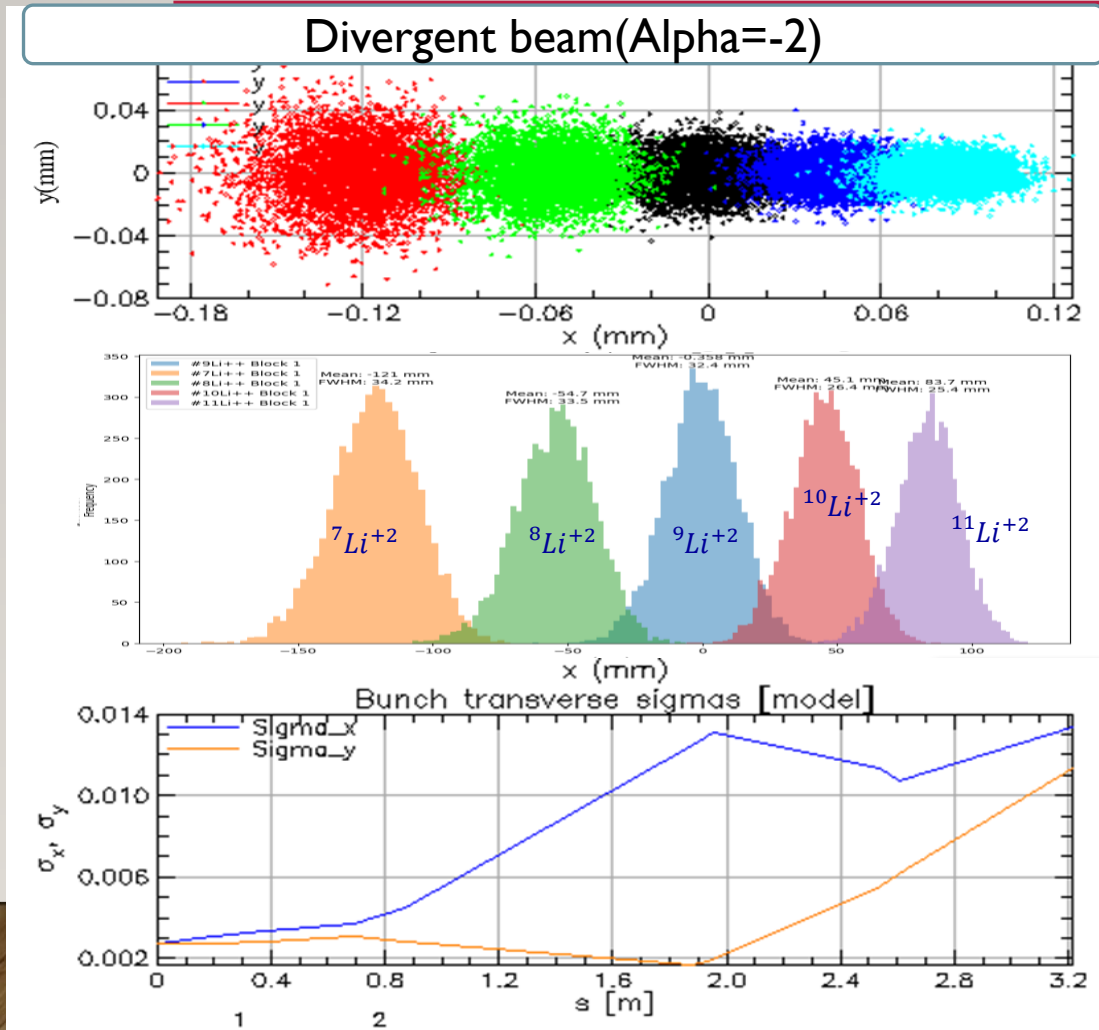 Divergent beam(Alpha=-2)
y
y
y
y
y(mm)
0.04
0
−0.04
−0.08
−0.18 −0.12 −0.06 0 0.06 0.12
x (mm)
350
300
250
200
150
100
50
0
Frequency
#9Li++ Block 1
#7Li++ Block 1
#8Li++ Block 1
#10Li++ Block 1
#11Li++ Block 1
Mean: -121 mm
FWHM: 34.2 mm
Mean: -54.7 mm
FWHM: 33.5 mm
Mean: -0.358 mm
FWHM: 32.4 mm
Mean: 45.1 mm
FWHM: 26.4 mm
Mean: 83.7 mm
FWHM: 25.4 mm
⁷Li⁺²
⁸Li⁺²
⁹Li⁺²
¹⁰Li⁺²
¹¹Li⁺²
−200 −150 −100 −50 0 50 100
x (mm)
Bunch transverse sigmas [model]
Sigma_x
Sigma_y
σx, σy
0.014
0.010
0.006
0.002
0 0.4 0.8 1.2 1.6 2.0 2.4 2.8 3.2
s [m]
1 2